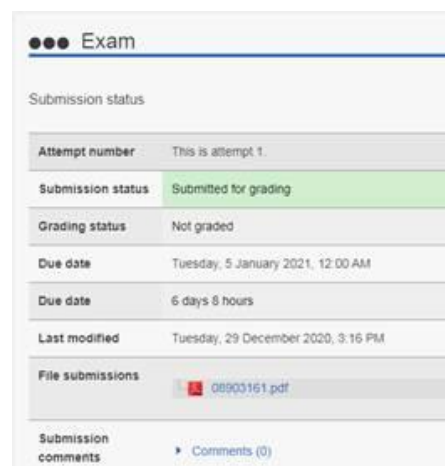 Exam
Submission status
Attempt number This is attempt 1.
Submission status Submitted for grading
Grading status Not graded
Due date Tuesday, 5 January 2021, 12:00 AM
Due date 6 days 8 hours
Last modified Tuesday, 29 December 2020, 3:16 PM
File submissions
08903161.pdf
Submission
comments Comments (0)